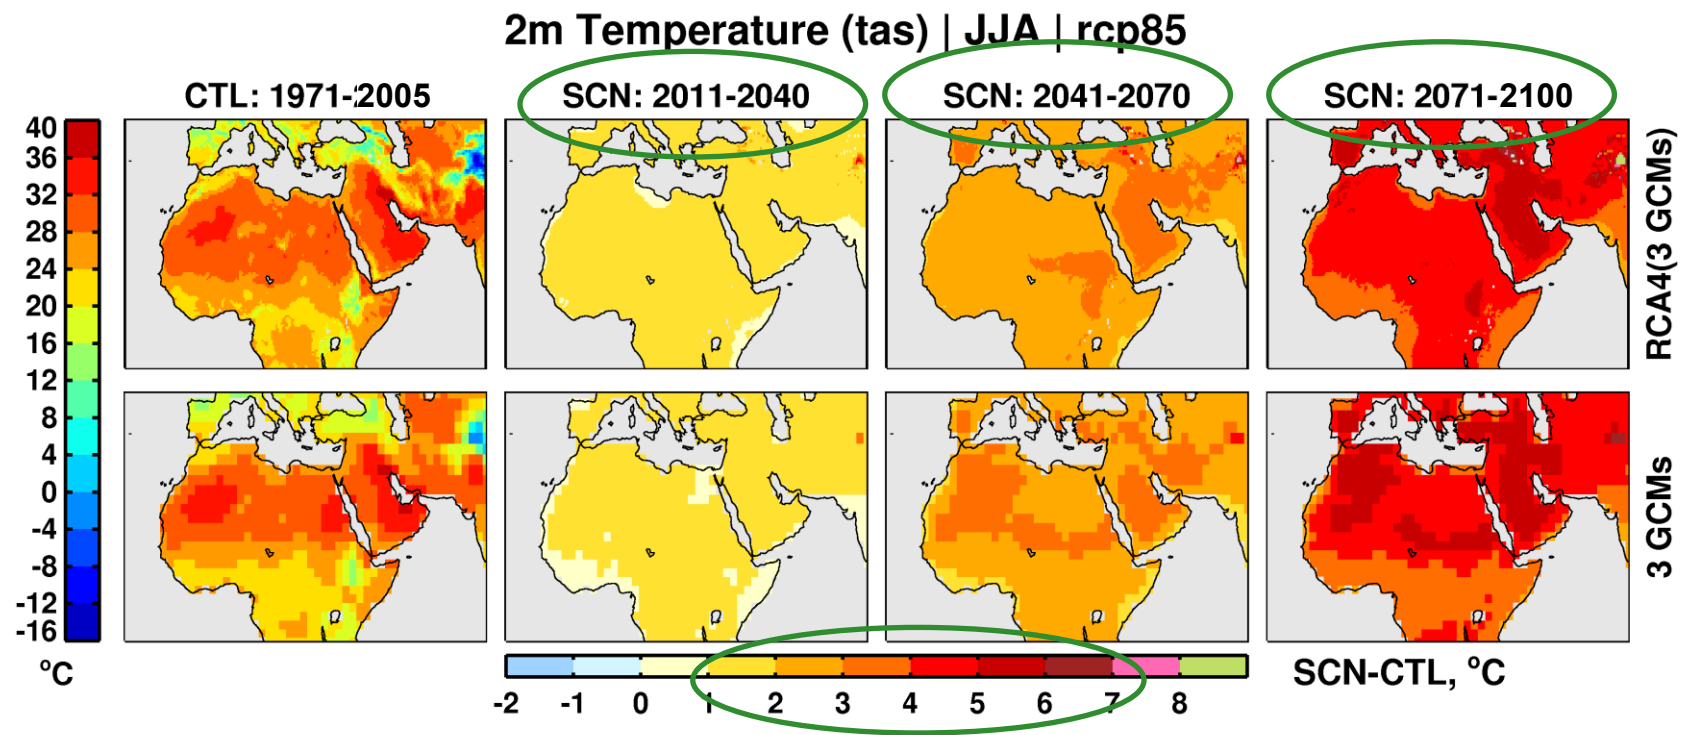 2m Temperature (tas) | JJA | rcp85
CTL: 1971-2005
SCN: 2011-2040
SCN: 2041-2070
SCN: 2071-2100
40
36
32
28
24
20
16
12
8
4
0
-4
-8
-12
-16
ºC
RCA4(3 GCMs)
3 GCMs
-2 -1 0 1 2 3 4 5 6 7 8
SCN-CTL, ºC